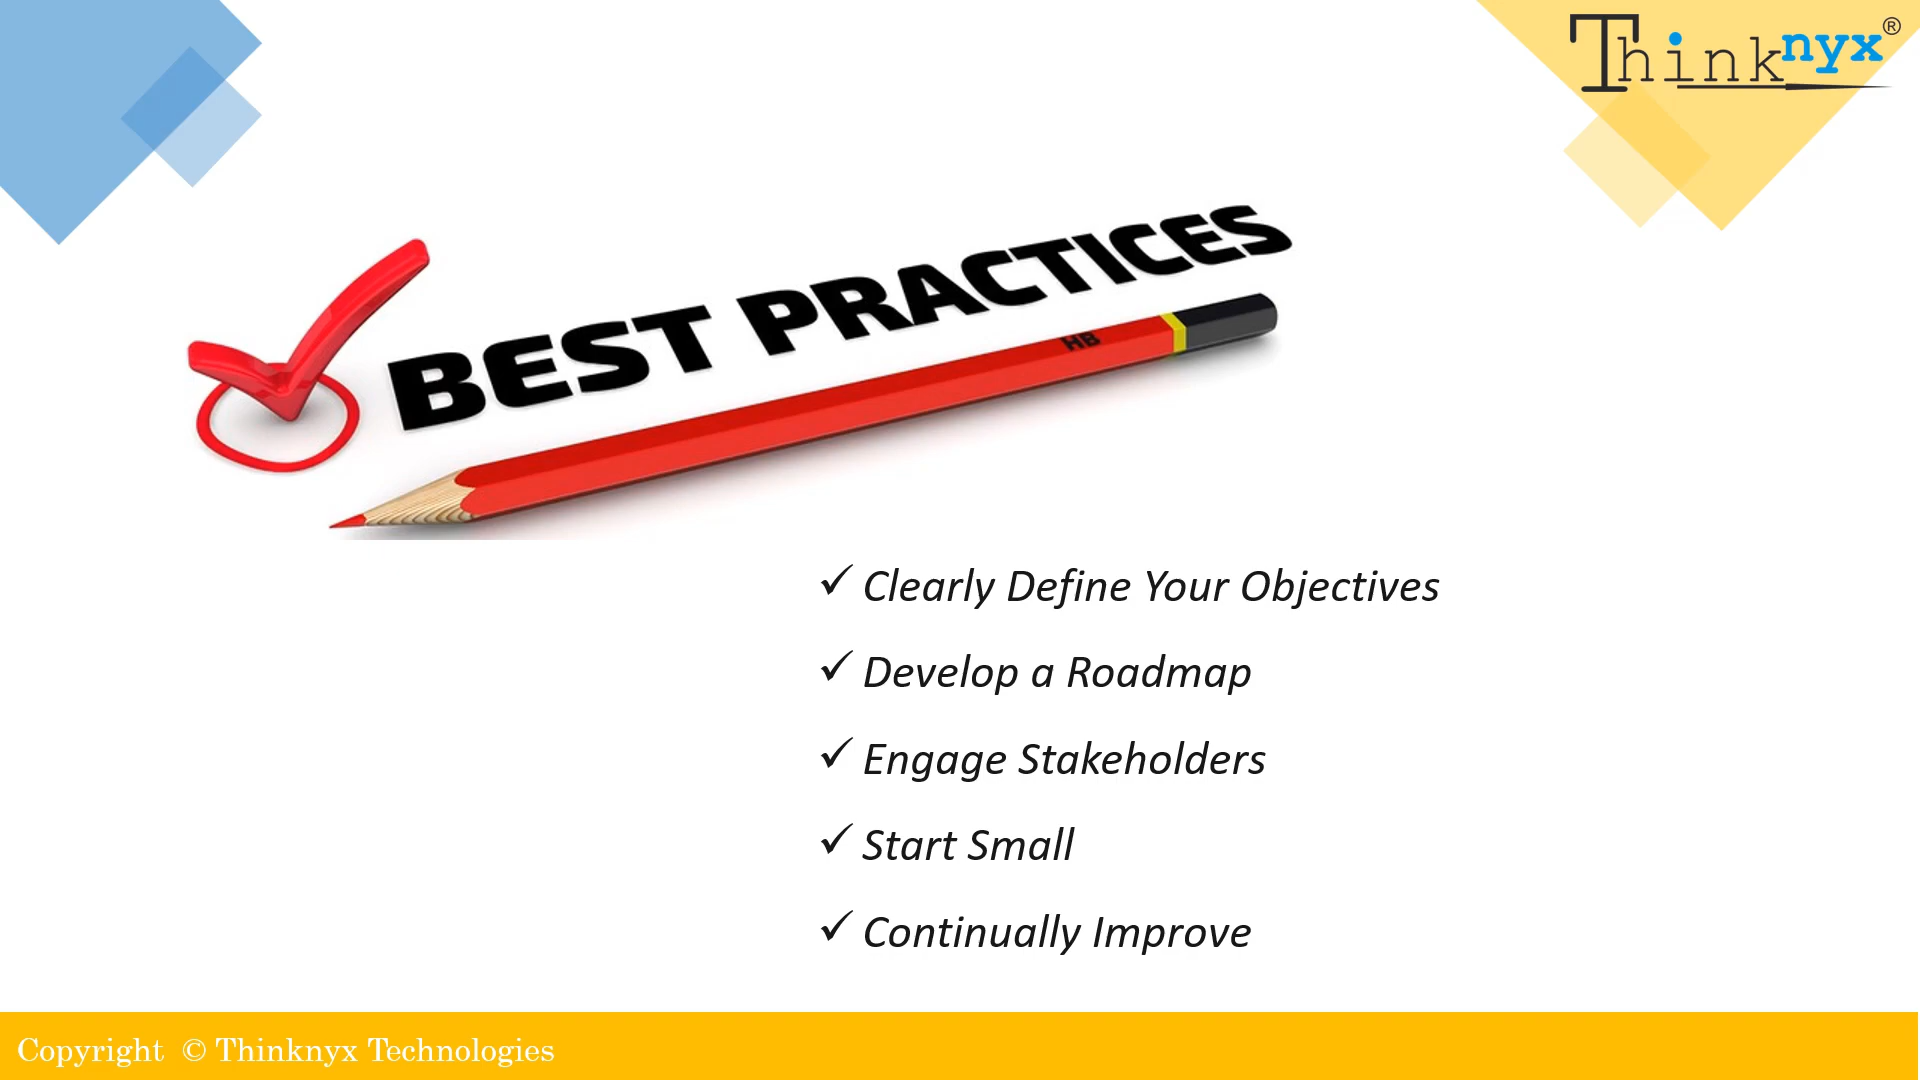 Thinknyx®
BEST PRACTICES
HB
✓ Clearly Define Your Objectives
✓ Develop a Roadmap
✓ Engage Stakeholders
✓ Start Small
✓ Continually Improve
Copyright © Thinknyx Technologies